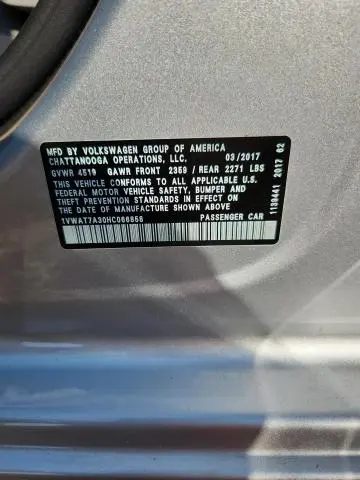 MFD BY VOLKSWAGEN GROUP OF AMERICA
CHATTANOOGA OPERATIONS, LLC. 03/2017
GVWR 4519 GAWR FRONT 2359 / REAR 2271 LBS
THIS VEHICLE CONFORMS TO ALL APPLICABLE U.S.
FEDERAL MOTOR VEHICLE SAFETY, BUMPER AND
THEFT PREVENTION STANDARDS IN EFFECT ON THE
DATE OF MANUFACTURE SHOWN ABOVE
1VWAT7A30HC066858 PASSENGER CAR
1139441 2017 02